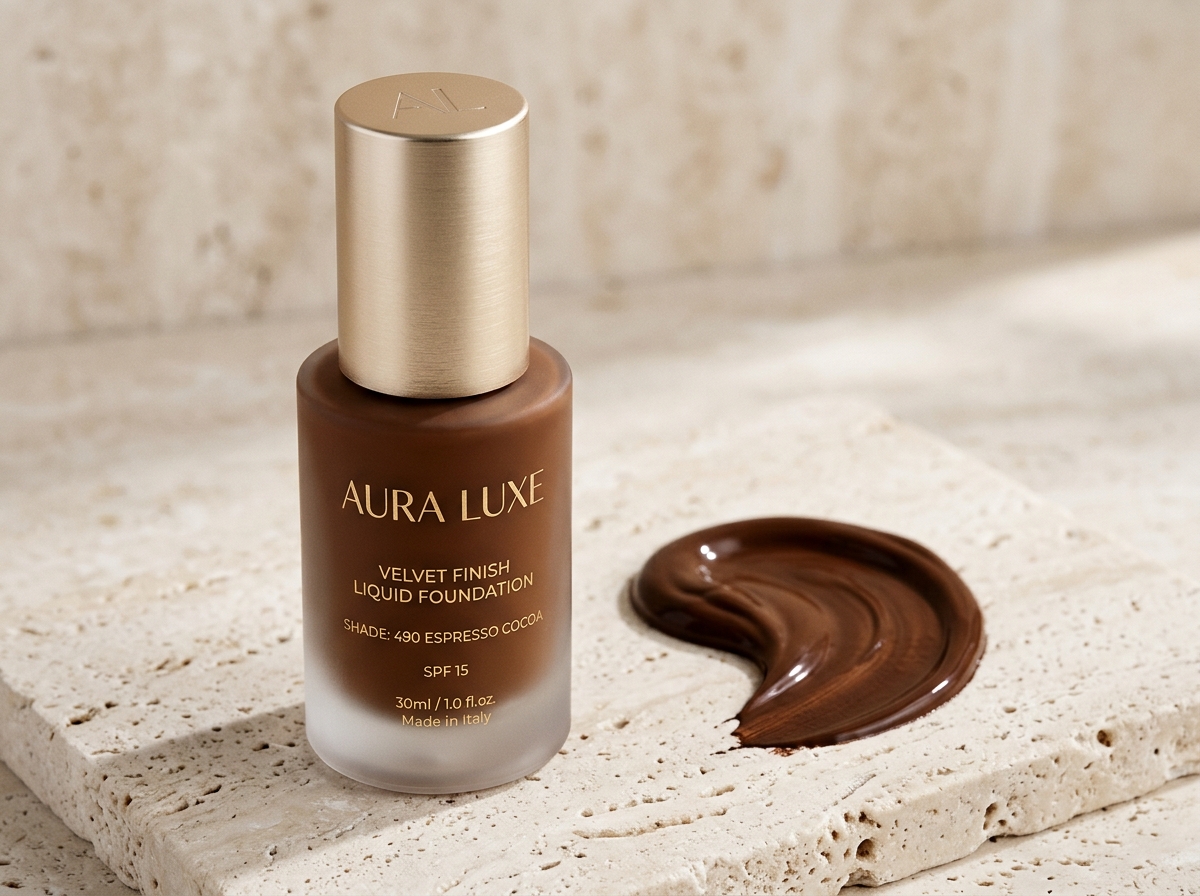 AL
AURA LUXE
VELVET FINISH
LIQUID FOUNDATION
SHADE: 490 ESPRESSO COCOA
SPF 15
30ml / 1.0 fl.oz.
Made in Italy